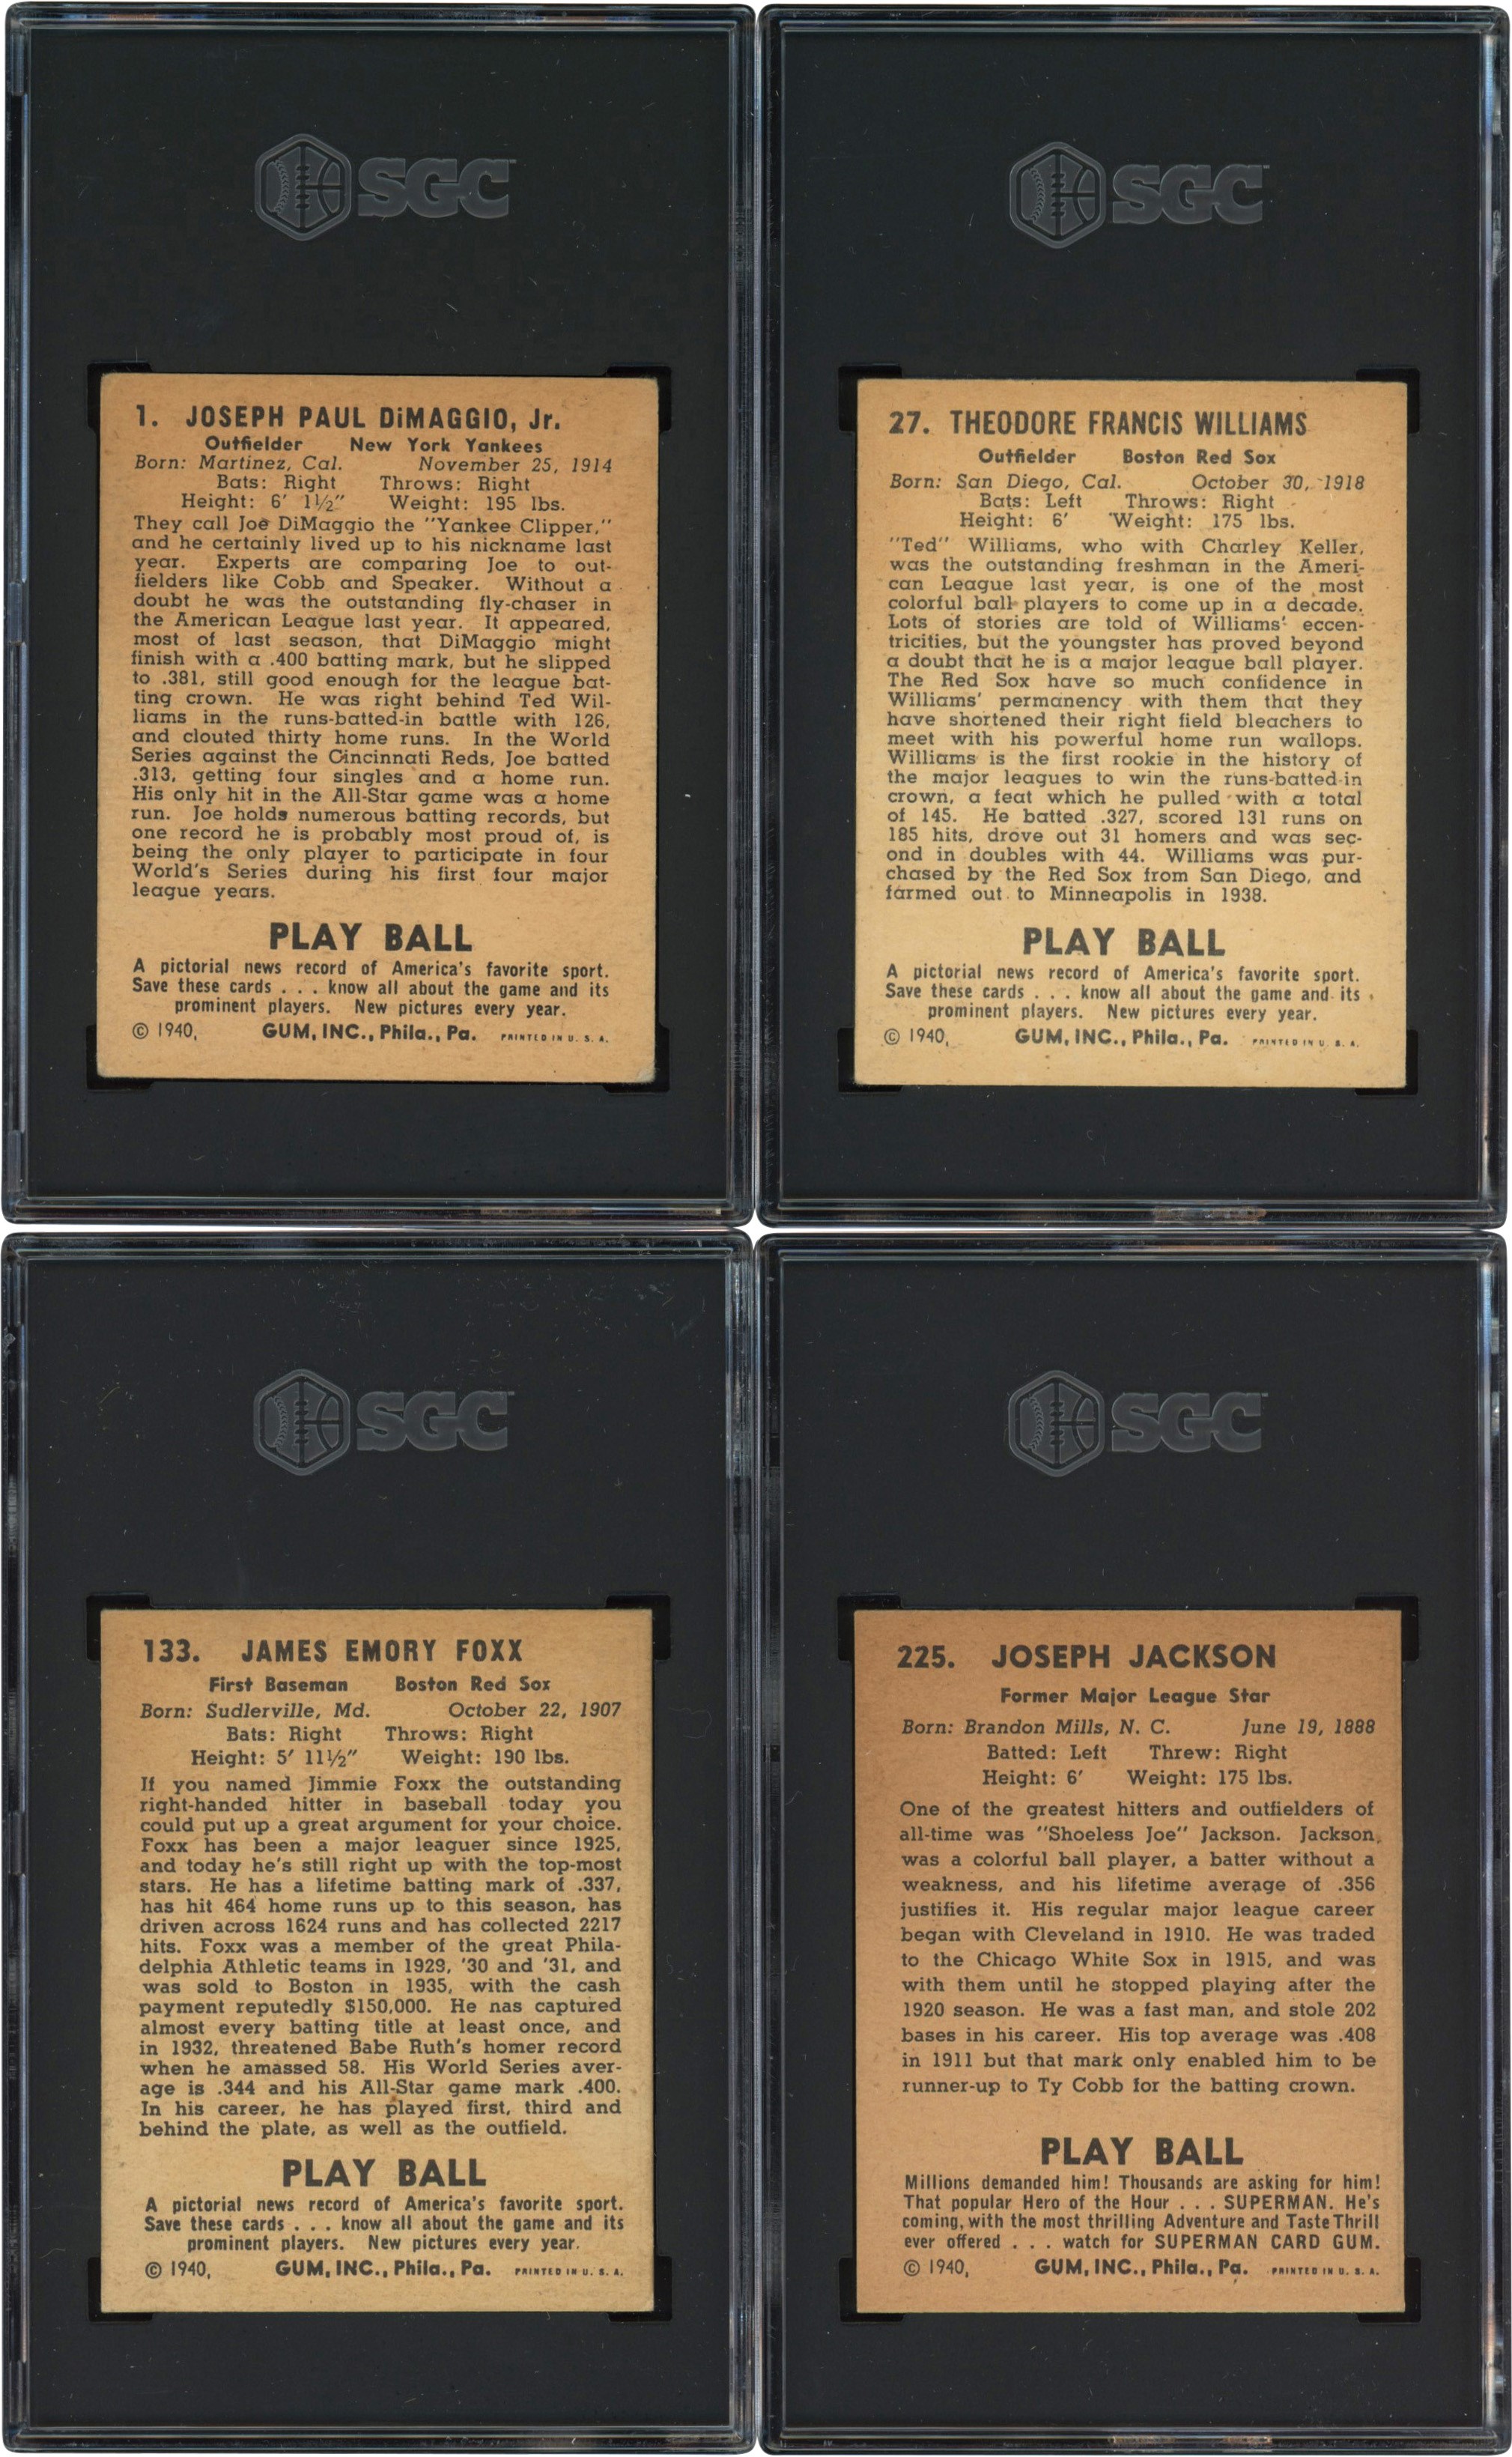 SGC
1. JOSEPH PAUL DiMAGGIO, Jr.
Outfielder New York Yankees
Born: Martinez, Cal. November 25, 1914
Bats: Right Throws: Right
Height: 6′ 1½″ Weight: 195 lbs.
They call Joe DiMaggio the "Yankee Clipper,"
and he certainly lived up to his nickname last
year. Experts are comparing Joe to out-
fielders like Cobb and Speaker. Without a
doubt he was the outstanding fly-chaser in
the American League last year. It appeared,
most of last season, that DiMaggio might
finish with a .400 batting mark, but he slipped
to .381, still good enough for the league bat-
ting crown. He was right behind Ted Wil-
liams in the runs-batted-in battle with 126,
and clouted thirty home runs. In the World
Series against the Cincinnati Reds, Joe batted
.313, getting four singles and a home run.
His only hit in the All-Star game was a home
run. Joe holds numerous batting records, but
one record he is probably most proud of, is
being the only player to participate in four
World's Series during his first four major
league years.
PLAY BALL
A pictorial news record of America's favorite sport.
Save these cards . . . know all about the game and its
prominent players. New pictures every year.
© 1940, GUM, INC., Phila., Pa. PRINTED IN U. S. A.
SGC
27. THEODORE FRANCIS WILLIAMS
Outfielder Boston Red Sox
Born: San Diego, Cal. October 30, 1918
Bats: Left Throws: Right
Height: 6′ Weight: 175 lbs.
"Ted" Williams, who with Charley Keller,
was the outstanding freshman in the Ameri-
can League last year, is one of the most
colorful ball players to come up in a decade.
Lots of stories are told of Williams' eccen-
tricities, but the youngster has proved beyond
a doubt that he is a major league ball player.
The Red Sox have so much confidence in
Williams' permanency with them that they
have shortened their right field bleachers to
meet with his powerful home run wallops.
Williams is the first rookie in the history of
the major leagues to win the runs-batted-in
crown, a feat which he pulled with a total
of 145. He batted .327, scored 131 runs on
185 hits, drove out 31 homers and was sec-
ond in doubles with 44. Williams was pur-
chased by the Red Sox from San Diego, and
farmed out to Minneapolis in 1938.
PLAY BALL
A pictorial news record of America's favorite sport.
Save these cards . . . know all about the game and its
prominent players. New pictures every year.
© 1940, GUM, INC., Phila., Pa. PRINTED IN U. S. A.
SGC
133. JAMES EMORY FOXX
First Baseman Boston Red Sox
Born: Sudlerville, Md. October 22, 1907
Bats: Right Throws: Right
Height: 5′ 11½″ Weight: 190 lbs.
If you named Jimmie Foxx the outstanding
right-handed hitter in baseball today you
could put up a great argument for your choice.
Foxx has been a major leaguer since 1925,
and today he's still right up with the top-most
stars. He has a lifetime batting mark of .337,
has hit 464 home runs up to this season, has
driven across 1624 runs and has collected 2217
hits. Foxx was a member of the great Phila-
delphia Athletic teams in 1929, '30 and '31, and
was sold to Boston in 1935, with the cash
payment reputedly $150,000. He nas captured
almost every batting title at least once, and
in 1932, threatened Babe Ruth's homer record
when he amassed 58. His World Series aver-
age is .344 and his All-Star game mark .400.
In his career, he has played first, third and
behind the plate, as well as the outfield.
PLAY BALL
A pictorial news record of America's favorite sport.
Save these cards . . . know all about the game and its
prominent players. New pictures every year.
© 1940, GUM, INC., Phila., Pa. PRINTED IN U. S. A.
SGC
225. JOSEPH JACKSON
Former Major League Star
Born: Brandon Mills, N. C. June 19, 1888
Batted: Left Threw: Right
Height: 6′ Weight: 175 lbs.
One of the greatest hitters and outfielders of
all-time was "Shoeless Joe" Jackson. Jackson,
was a colorful ball player, a batter without a
weakness, and his lifetime average of .356
justifies it. His regular major league career
began with Cleveland in 1910. He was traded
to the Chicago White Sox in 1915, and was
with them until he stopped playing after the
1920 season. He was a fast man, and stole 202
bases in his career. His top average was .408
in 1911 but that mark only enabled him to be
runner-up to Ty Cobb for the batting crown.
PLAY BALL
Millions demanded him! Thousands are asking for him!
That popular Hero of the Hour . . . SUPERMAN. He's
coming, with the most thrilling Adventure and Taste Thrill
ever offered . . . watch for SUPERMAN CARD GUM.
© 1940, GUM, INC., Phila., Pa. PRINTED IN U. S. A.